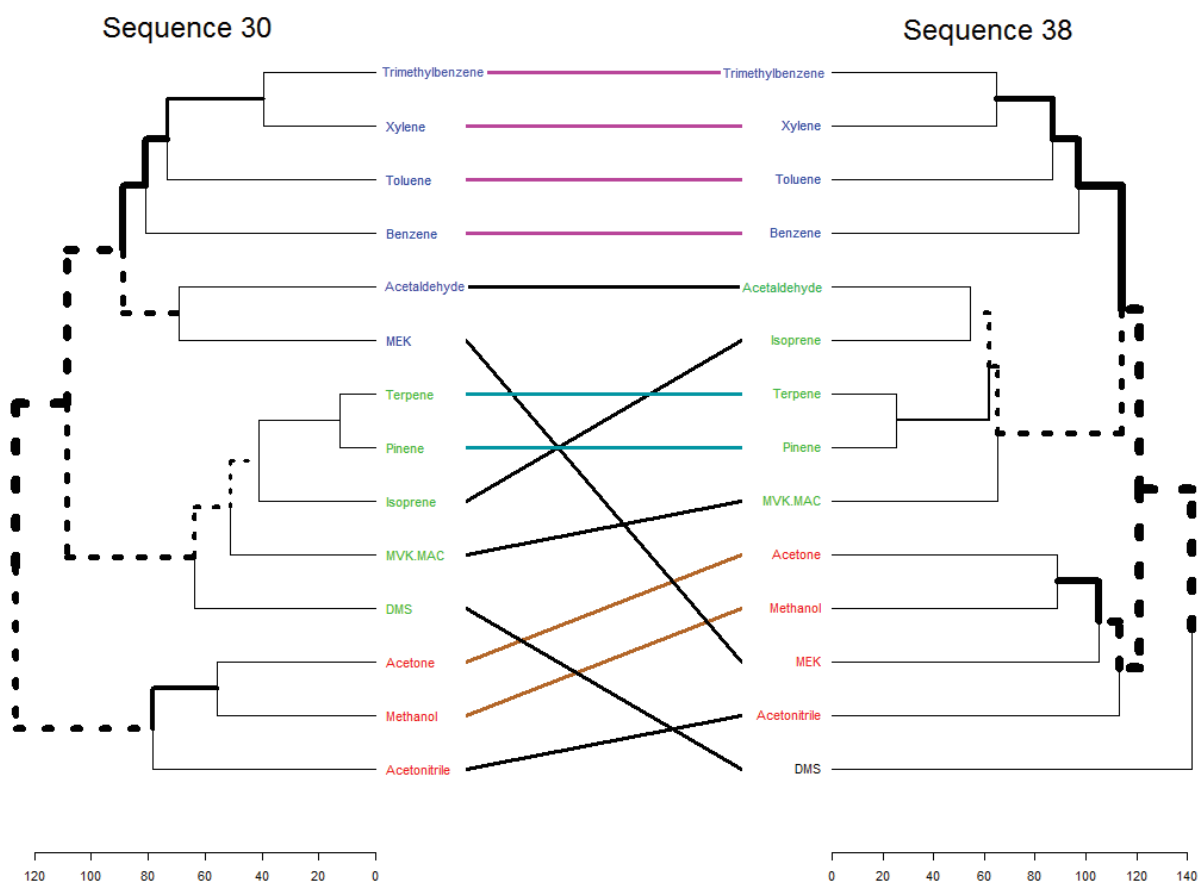 Sequence 30
Sequence 38
Trimethylbenzene
Trimethylbenzene
Xylene
Xylene
Toluene
Toluene
Benzene
Benzene
Acetaldehyde
Acetaldehyde
MEK
Isoprene
Terpene
Terpene
Pinene
Pinene
Isoprene
MVK.MAC
MVK.MAC
Acetone
DMS
Methanol
Acetone
MEK
Methanol
Acetonitrile
Acetonitrile
DMS
120 100 80 60 40 20 0
0 20 40 60 80 100 120 140